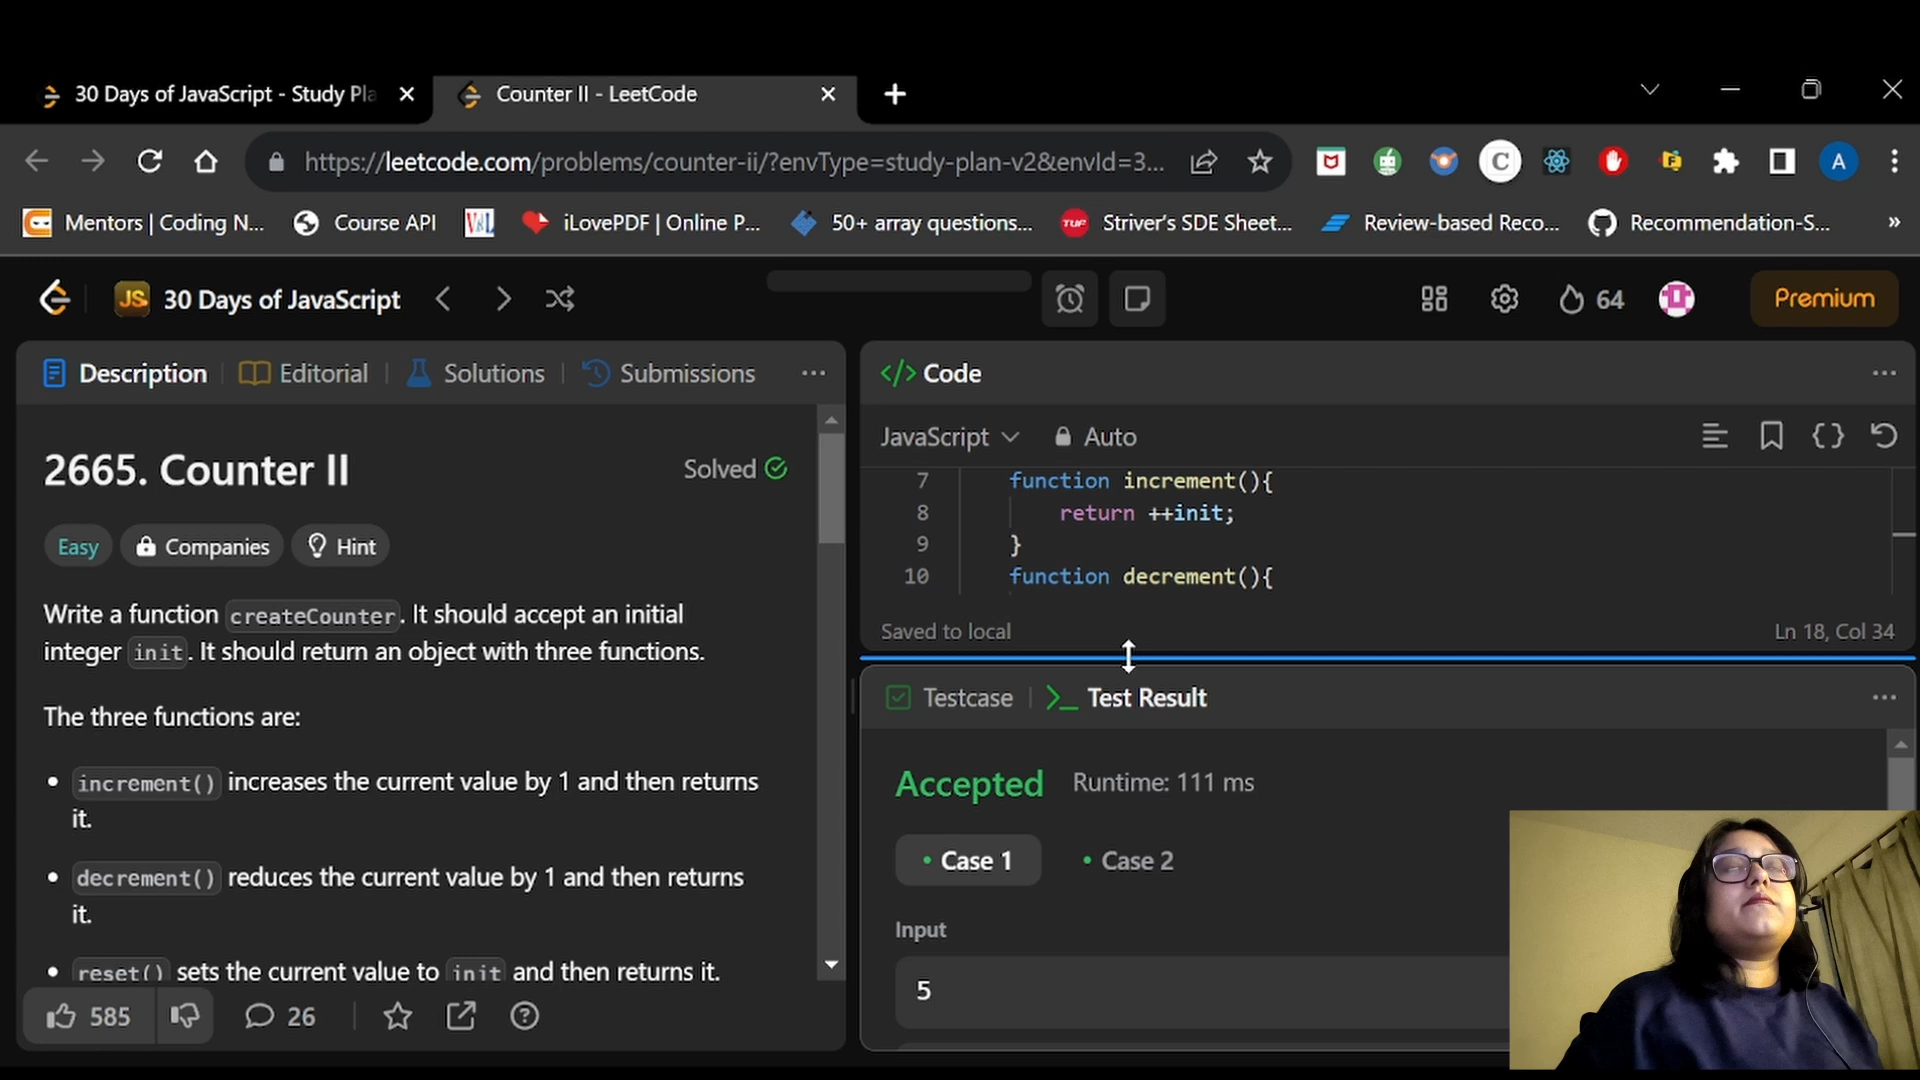 30 Days of JavaScript - Study Pla
Counter II - LeetCode
https://leetcode.com/problems/counter-ii/?envType=study-plan-v2&envId=3...
C
F
A
Mentors | Coding N...
Course API
iLovePDF | Online P...
50+ array questions...
TUF
Striver's SDE Sheet...
Review-based Reco...
Recommendation-S...
»
JS
30 Days of JavaScript
64
Premium
Description
Editorial
Solutions
Submissions
2665. Counter II
Solved
Easy
Companies
Hint
Write a function createCounter. It should accept an initial
integer init. It should return an object with three functions.
The three functions are:
• increment() increases the current value by 1 and then returns
it.
• decrement() reduces the current value by 1 and then returns
it.
• reset() sets the current value to init and then returns it.
585
26
</> Code
JavaScript
Auto
7 function increment(){
8 return ++init;
9 }
10 function decrement(){
Saved to local
Ln 18, Col 34
Testcase
>_ Test Result
Accepted
Runtime: 111 ms
• Case 1
• Case 2
Input
5